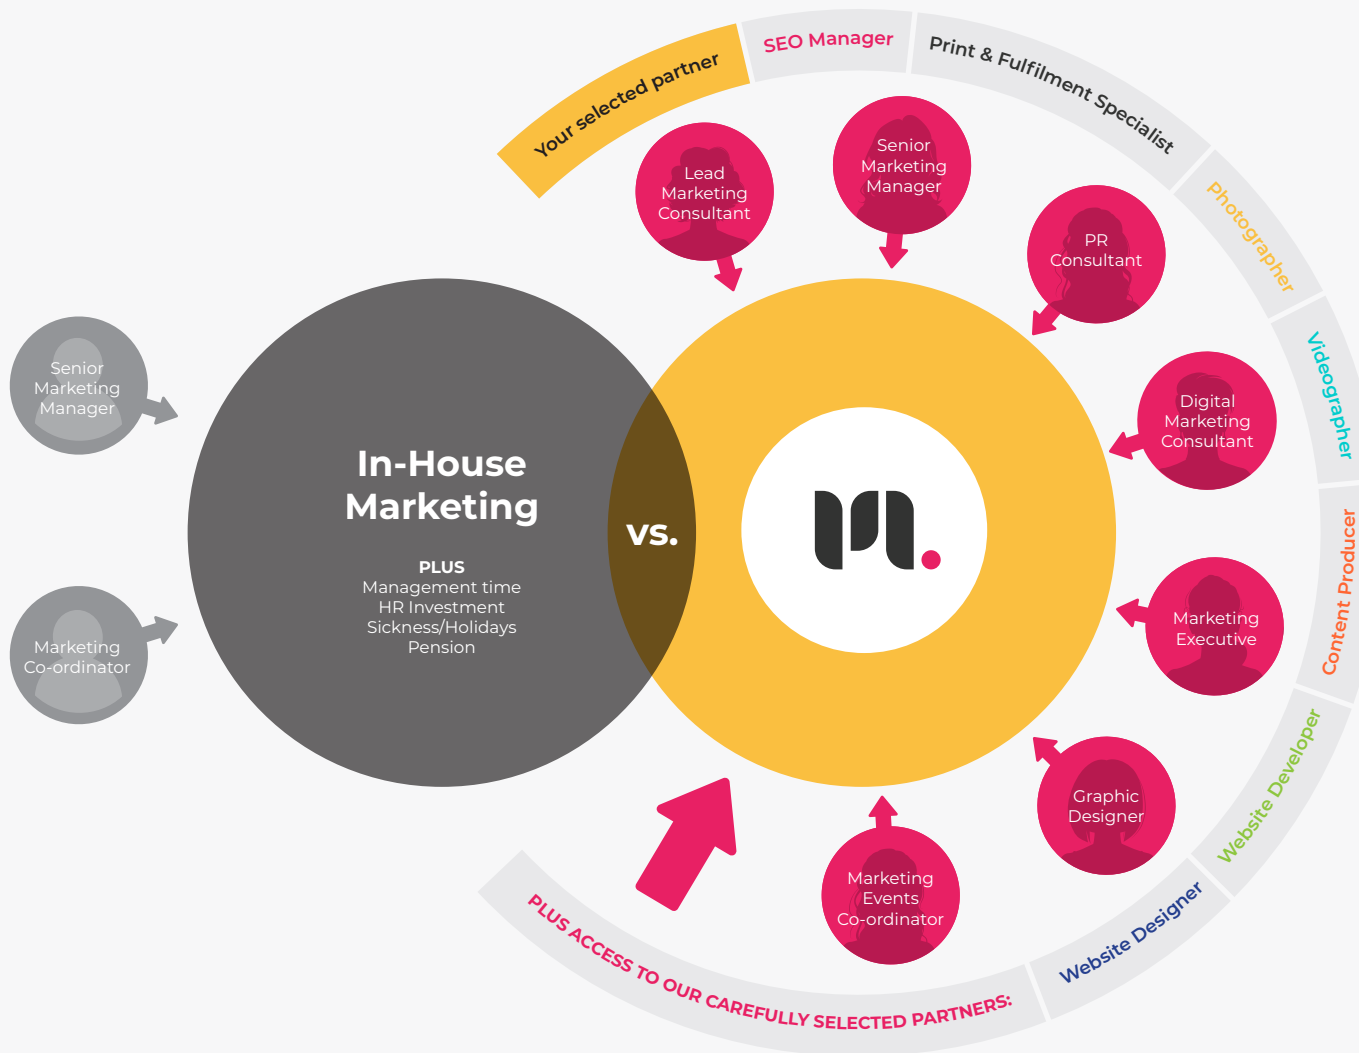 Your selected partner
SEO Manager
Print & Fulfilment Specialist
Photographer
Videographer
Content Producer
Website Developer
Website Designer
PLUS ACCESS TO OUR CAREFULLY SELECTED PARTNERS:
Lead
Marketing
Consultant
Senior
Marketing
Manager
PR
Consultant
Digital
Marketing
Consultant
Marketing
Executive
Graphic
Designer
Marketing
Events
Co-ordinator
Senior
Marketing
Manager
Marketing
Co-ordinator
In-House
Marketing
PLUS
Management time
HR Investment
Sickness/Holidays
Pension
vs.